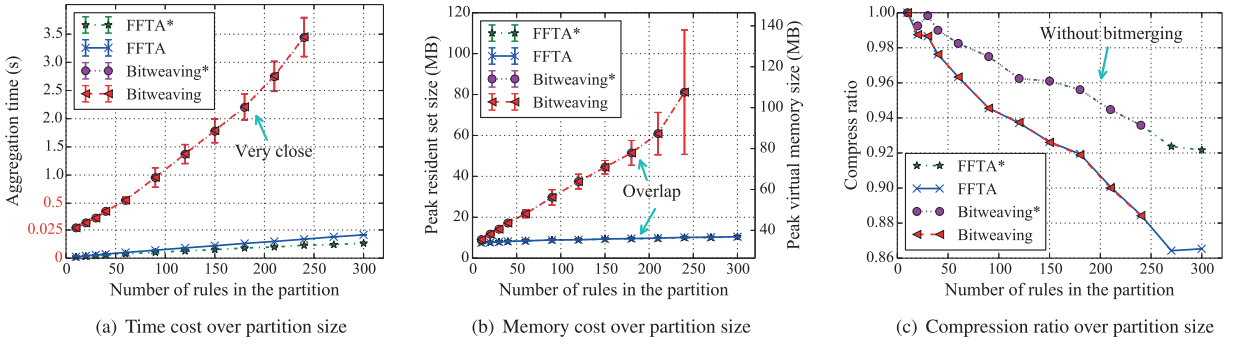 Aggregation time (s)
3.5
3.0
2.5
2.0
1.5
1.0
0.5
0.025
0
FFTA*
FFTA
Bitweaving*
Bitweaving
Very close
0 50 100 150 200 250 300
Number of rules in the partition
(a) Time cost over partition size
Peak resident set size (MB)
120
100
80
60
40
20
0
FFTA*
FFTA
Bitweaving*
Bitweaving
Overlap
140
120
100
80
60
40
Peak virtual memory size (MB)
0 50 100 150 200 250 300
Number of rules in the partition
(b) Memory cost over partition size
Compress ratio
1.00
0.98
0.96
0.94
0.92
0.90
0.88
0.86
Without bitmerging
FFTA*
FFTA
Bitweaving*
Bitweaving
0 50 100 150 200 250 300
Number of rules in the partition
(c) Compression ratio over partition size